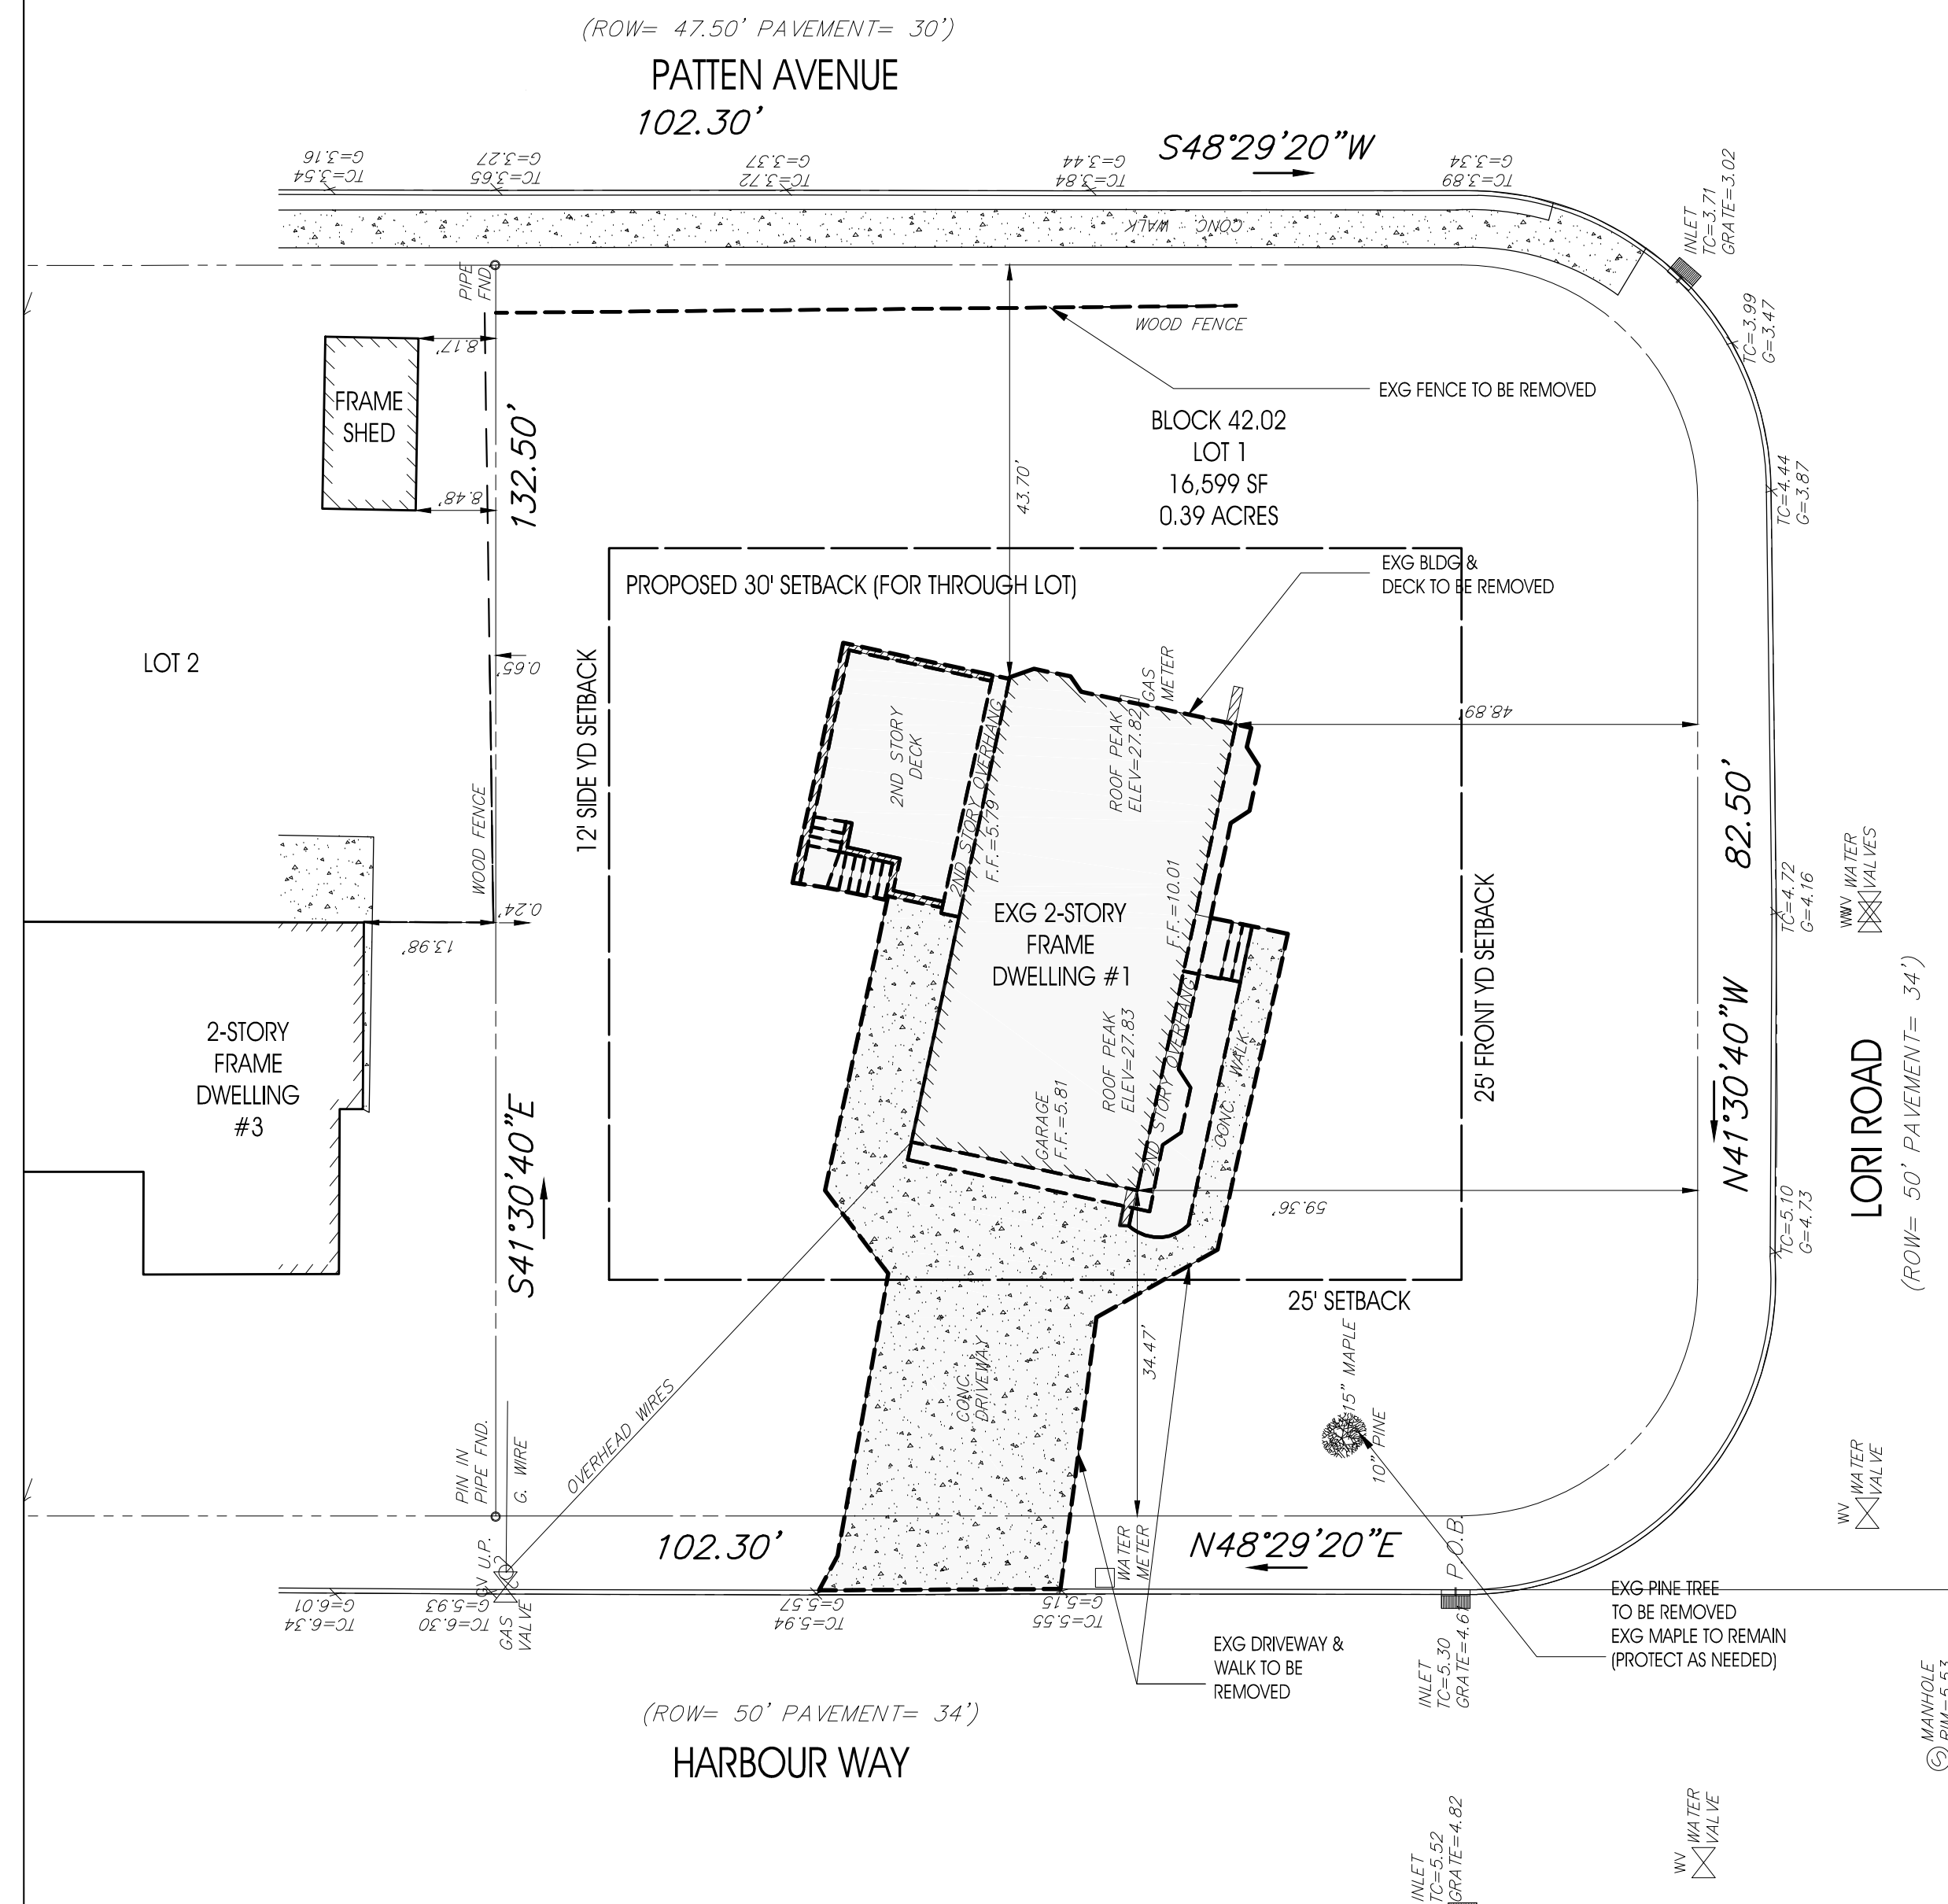 (ROW= 47.50' PAVEMENT= 30')
PATTEN AVENUE
102.30'
S48°29'20"W
G=3.16
TC=3.54
G=3.27
TC=3.65
G=3.37
TC=3.72
G=3.44
TC=3.84
G=3.34
TC=3.89
INLET
TC=3.71
GRATE=3.02
CONC. WALK
PIPE
FND.
WOOD FENCE
TC=3.99
G=3.47
8.17'
FRAME
SHED
8.48'
132.50'
EXG FENCE TO BE REMOVED
BLOCK 42.02
LOT 1
16,599 SF
0.39 ACRES
43.70'
TC=4.44
G=3.87
PROPOSED 30' SETBACK (FOR THROUGH LOT)
EXG BLDG &
DECK TO BE REMOVED
LOT 2
0.65'
12' SIDE YD SETBACK
GAS
METER
ROOF PEAK
ELEV=27.82
48.89'
2ND STORY
DECK
2ND STORY OVERHANG
F.F.=5.79
82.50'
WOOD FENCE
0.24'
13.98'
EXG 2-STORY
FRAME
DWELLING #1
F.F.=10.01
25' FRONT YD SETBACK
TC=4.72
G=4.16
WV
WV
WATER
VALVES
2-STORY
FRAME
DWELLING
#3
ROOF PEAK
ELEV=27.83
GARAGE
F.F.=5.81
2ND STORY OVERHANG
CONC. WALK
N41°30'40"W
LORI ROAD
(ROW= 50' PAVEMENT= 34')
S41°30'40"E
59.36'
TC=5.10
G=4.73
25' SETBACK
34.47'
15" MAPLE
10" PINE
CONC.
DRIVEWAY
OVERHEAD WIRES
PIN IN
PIPE FND.
G. WIRE
WV
WATER
VALVE
102.30'
N48°29'20"E
P.O.B.
WATER
METER
GV U.P.
GAS
VALVE
G=6.01
TC=6.34
G=5.93
TC=6.30
G=5.57
TC=5.94
G=5.15
TC=5.55
EXG PINE TREE
TO BE REMOVED
EXG MAPLE TO REMAIN
(PROTECT AS NEEDED)
EXG DRIVEWAY &
WALK TO BE
REMOVED
INLET
TC=5.30
GRATE=4.61
(ROW= 50' PAVEMENT= 34')
HARBOUR WAY
S
MANHOLE
RIM=5.53
WV
WATER
VALVE
INLET
TC=5.52
GRATE=4.82